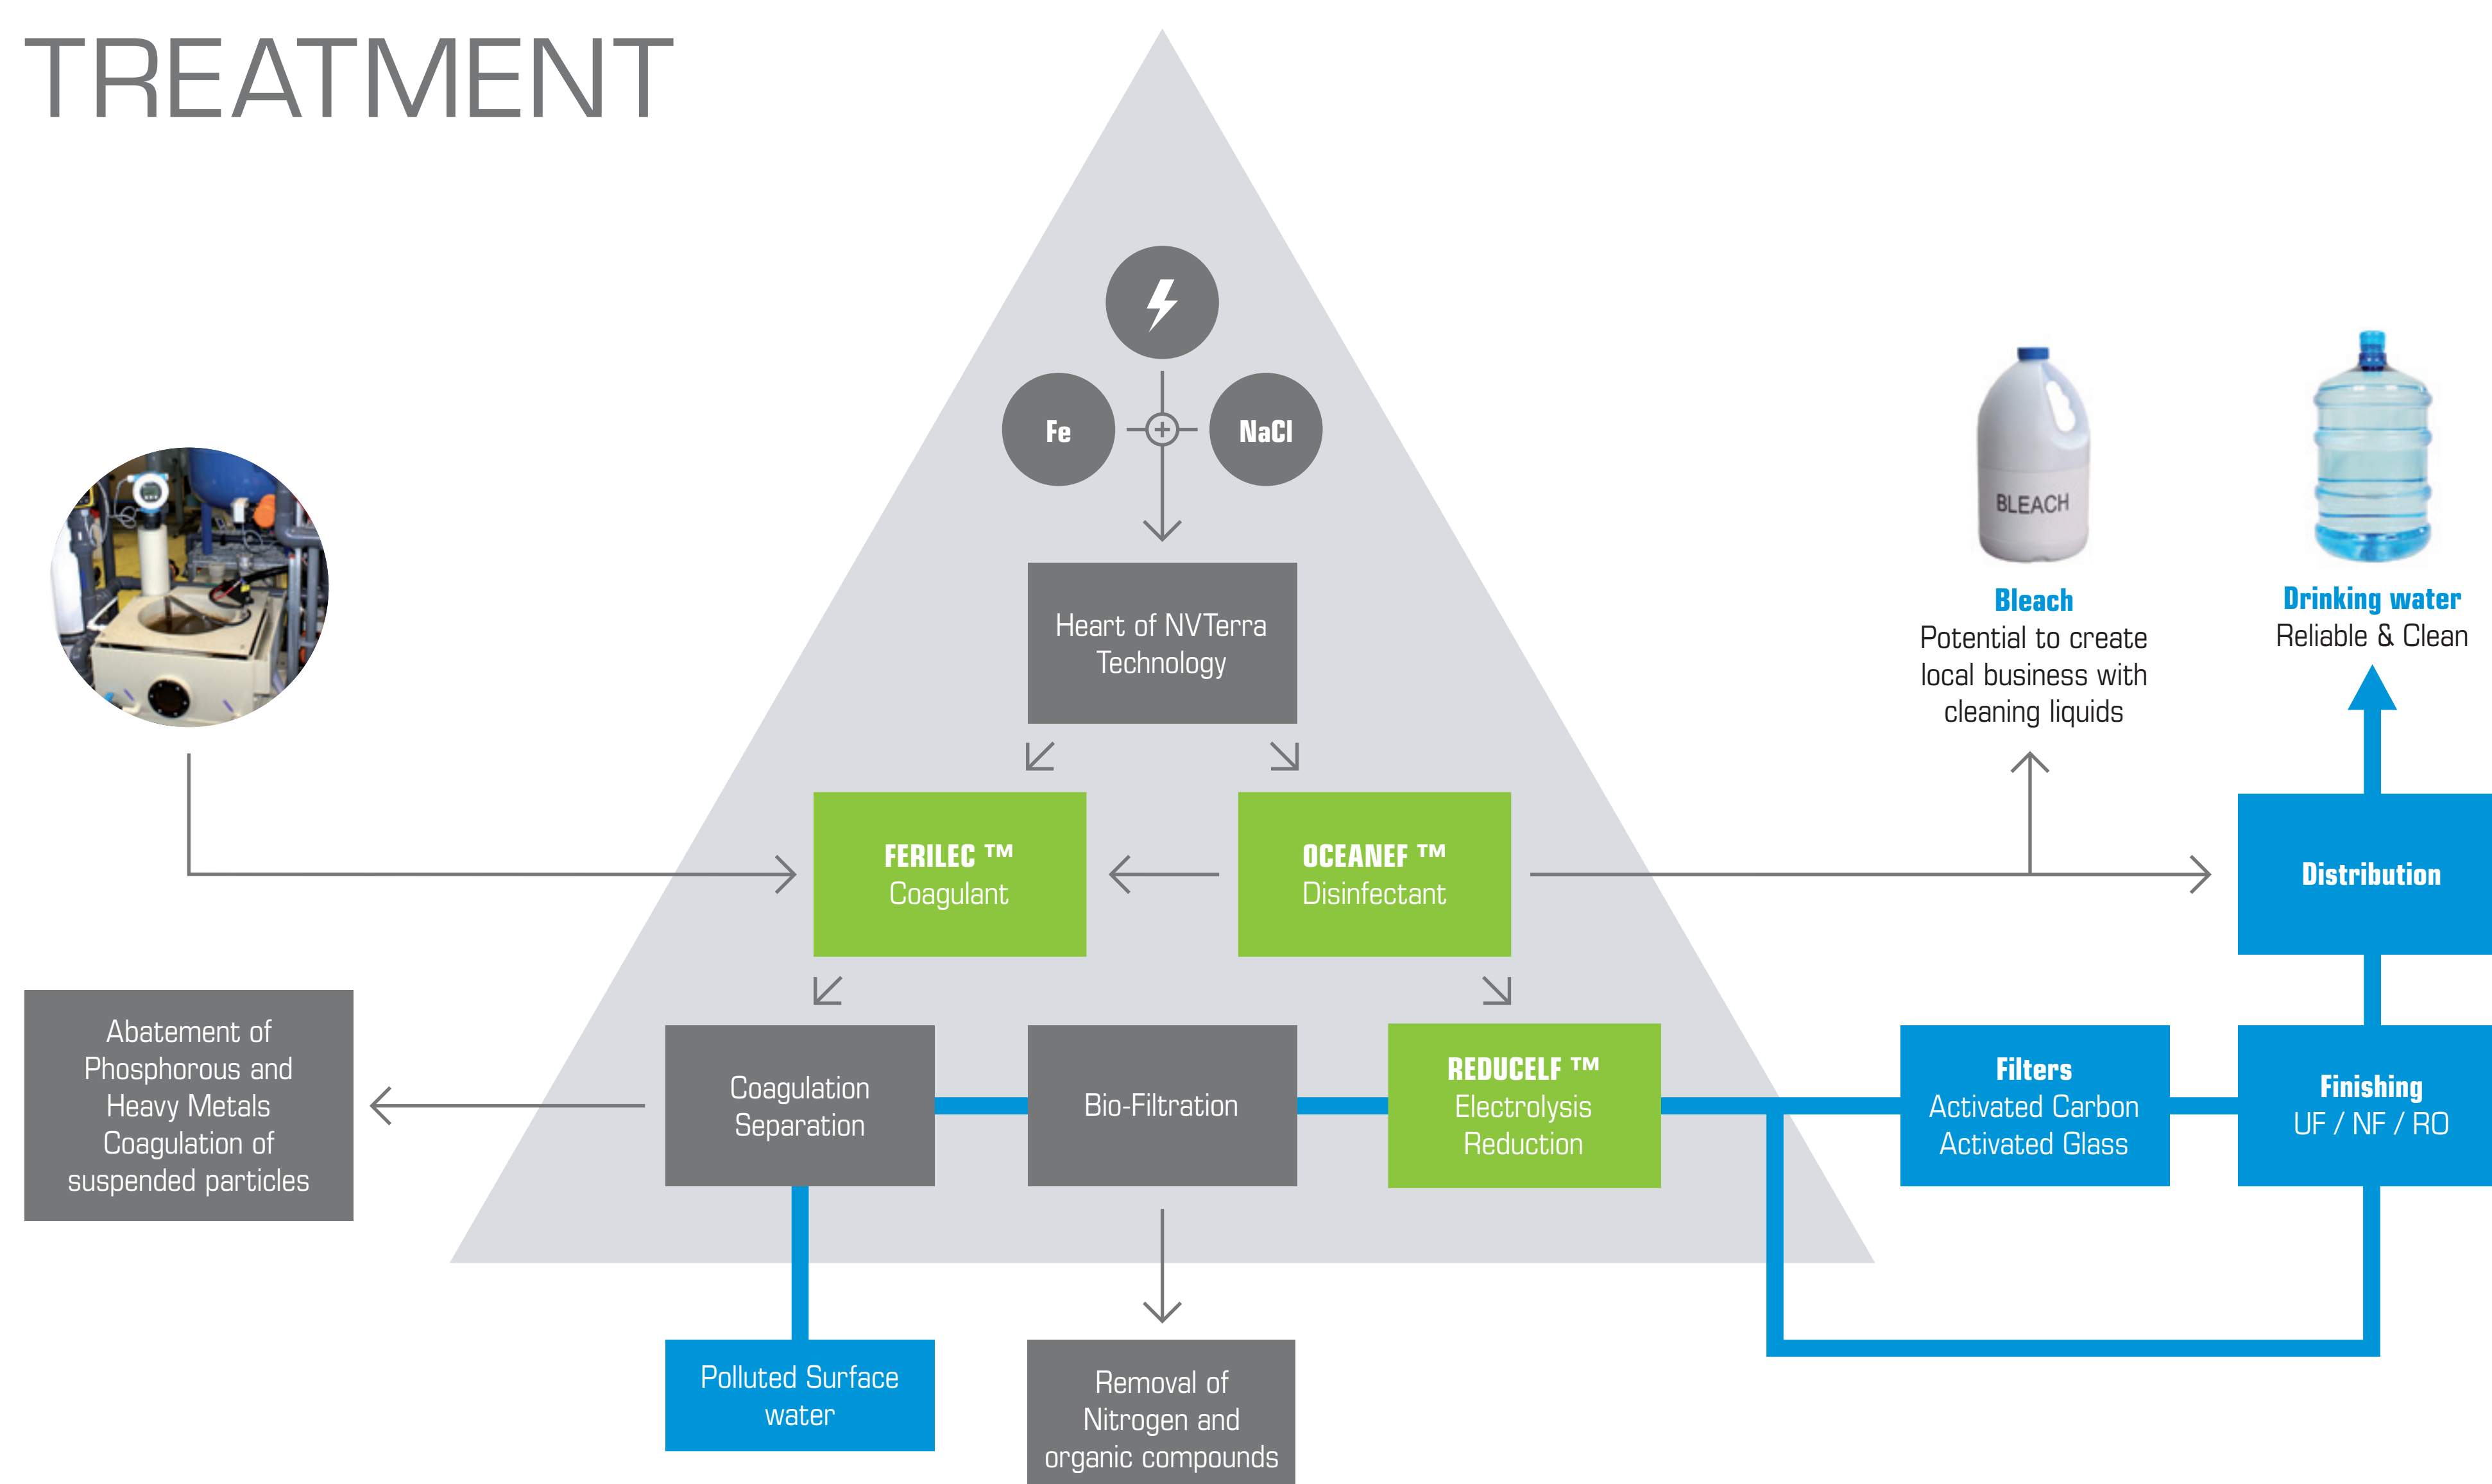 TREATMENT
Fe
NaCl
Heart of NVTerra
Technology
BLEACH
Bleach
Potential to create
local business with
cleaning liquids
Drinking water
Reliable & Clean
FERILEC ™
Coagulant
OCEANEF ™
Disinfectant
Distribution
Abatement of
Phosphorous and
Heavy Metals
Coagulation of
suspended particles
Coagulation
Separation
Bio-Filtration
REDUCELF ™
Electrolysis
Reduction
Filters
Activated Carbon
Activated Glass
Finishing
UF / NF / RO
Polluted Surface
water
Removal of
Nitrogen and
organic compounds